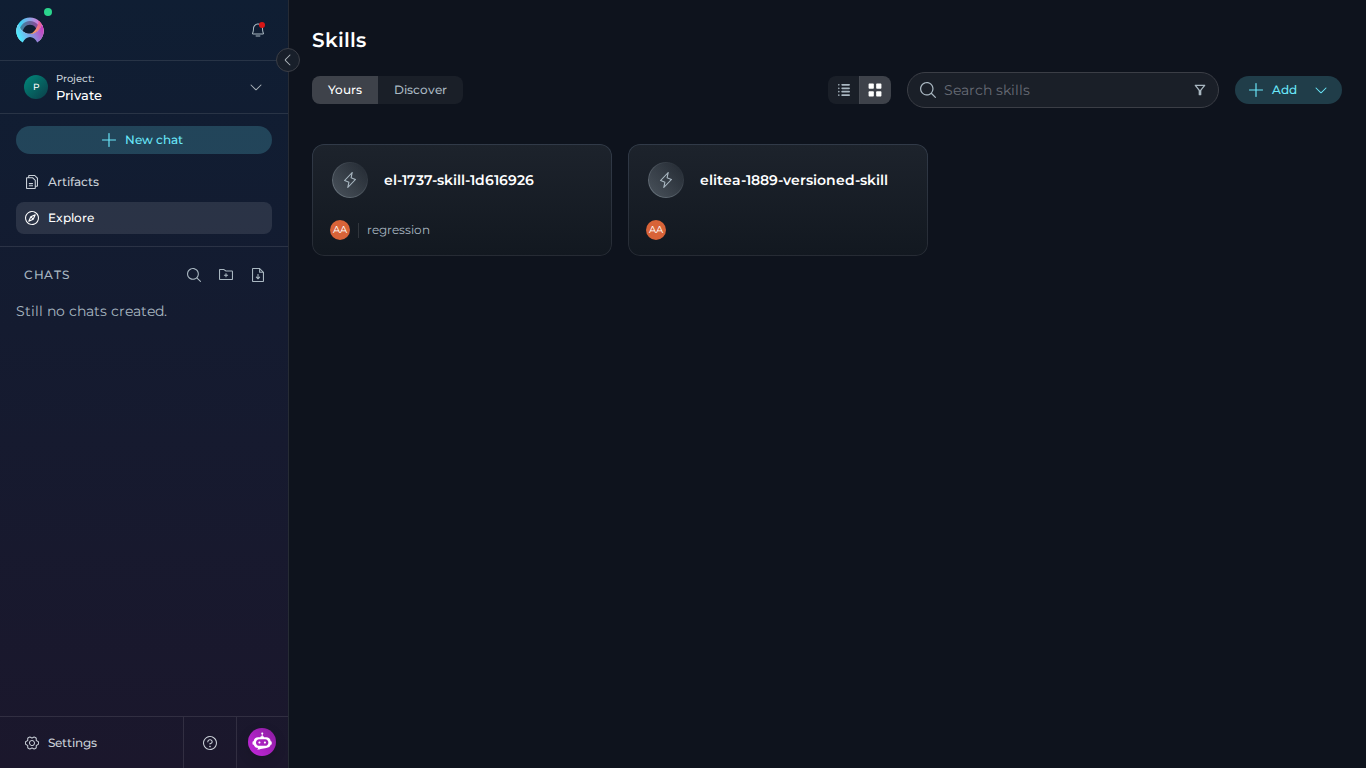 P
Project:
Private
New chat
Artifacts
Explore
CHATS
Still no chats created.
Settings
Skills
Yours
Discover
Search skills
Add
el-1737-skill-1d616926
AA
regression
elitea-1889-versioned-skill
AA